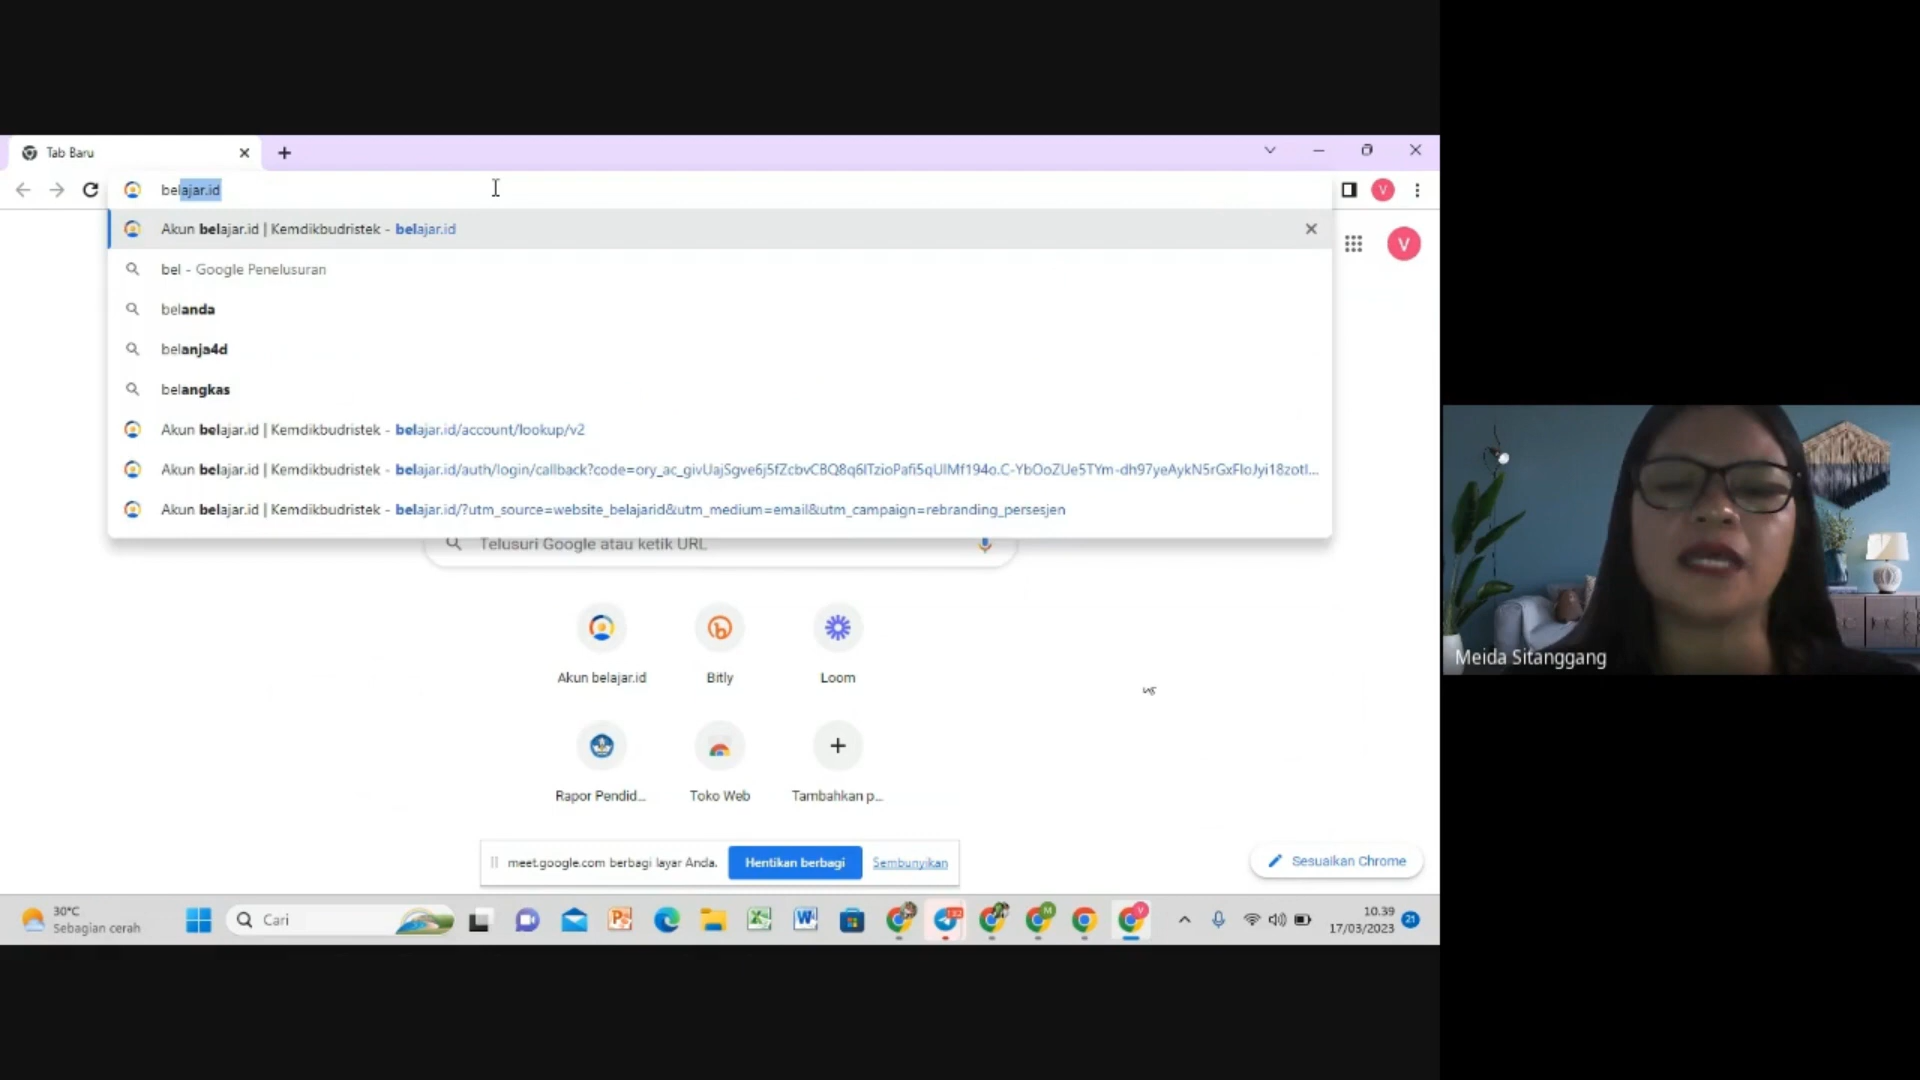 Tab Baru
belajar.id
Akun belajar.id | Kemdikbudristek - belajar.id
bel - Google Penelusuran
belanda
belanja4d
belangkas
Akun belajar.id | Kemdikbudristek - belajar.id/account/lookup/v2
Akun belajar.id | Kemdikbudristek - belajar.id/auth/login/callback?code=ory_ac_
Akun belajar.id | Kemdikbudristek - belajar.id/?utm_source=website_belajarid&utm_medium=email&utm_campaign=rebranding_persesjen
V
V
Telusuri Google atau ketik URL
Akun belajar.id
Bitly
Loom
Rapor Pendid...
Toko Web
Tambahkan p...
meet.google.com berbagi layar Anda.
Hentikan berbagi
Sembunyikan
Sesuaikan Chrome
30°C
Sebagian cerah
Cari
10.39
17/03/2023
21
Meida Sitanggang